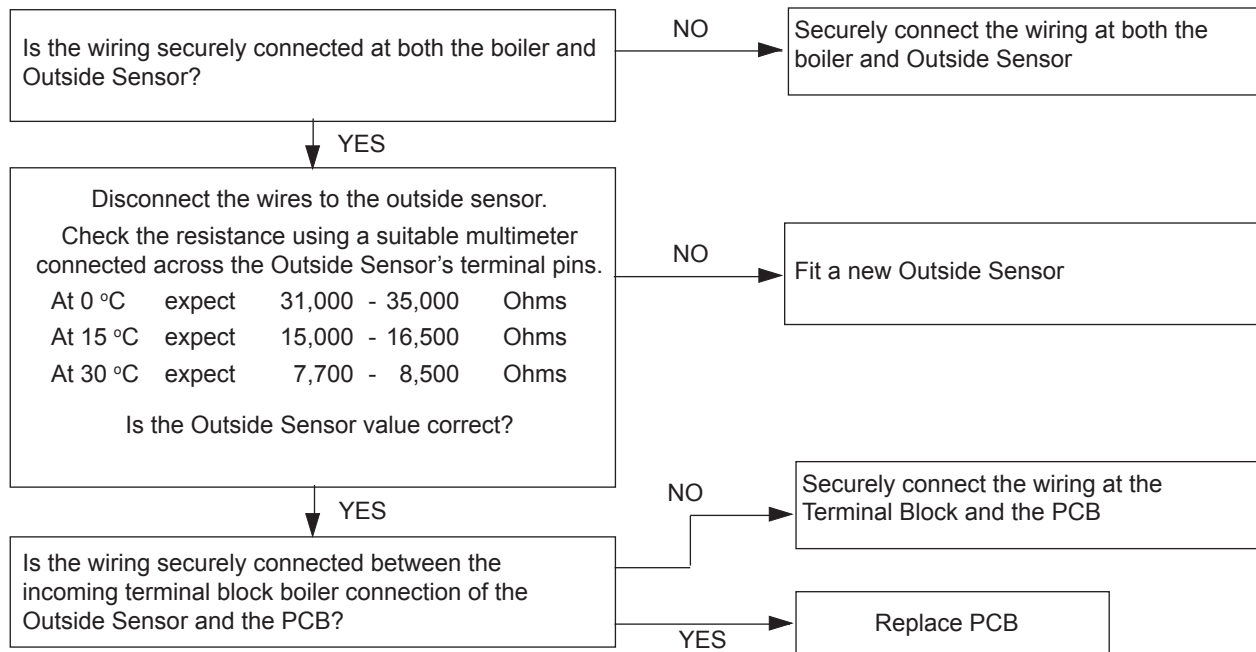 Is the wiring securely connected at both the boiler and
Outside Sensor?
NO
Securely connect the wiring at both the
boiler and Outside Sensor
YES
Disconnect the wires to the outside sensor.
Check the resistance using a suitable multimeter
connected across the Outside Sensor’s terminal pins.
At 0 ºC expect 31,000 - 35,000 Ohms
At 15 ºC expect 15,000 - 16,500 Ohms
At 30 ºC expect 7,700 - 8,500 Ohms
Is the Outside Sensor value correct?
NO
Fit a new Outside Sensor
YES
Is the wiring securely connected between the
incoming terminal block boiler connection of the
Outside Sensor and the PCB?
NO
Securely connect the wiring at the
Terminal Block and the PCB
YES
Replace PCB